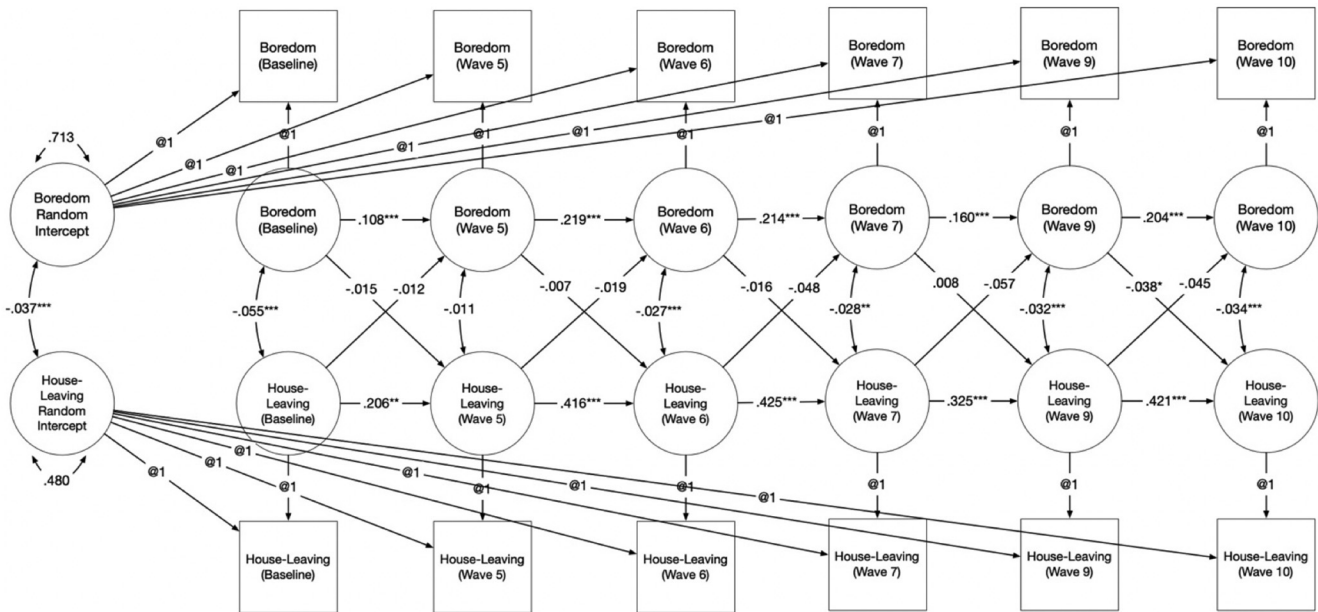 Boredom
(Baseline)
Boredom
(Wave 5)
Boredom
(Wave 6)
Boredom
(Wave 7)
Boredom
(Wave 9)
Boredom
(Wave 10)
.713
@1
@1
@1
@1
@1
@1
@1
@1
@1
@1
@1
@1
Boredom
Random
Intercept
Boredom
(Baseline)
.108***
Boredom
(Wave 5)
.219***
Boredom
(Wave 6)
.214***
Boredom
(Wave 7)
.160***
Boredom
(Wave 9)
.204***
Boredom
(Wave 10)
-.037***
-.055***
-.015
-.012
-.011
-.007
-.019
-.027***
-.016
-.048
-.028**
.008
-.057
-.032***
-.038*
-.045
-.034***
House-
Leaving
Random
Intercept
House-
Leaving
(Baseline)
.206**
House-
Leaving
(Wave 5)
.416***
House-
Leaving
(Wave 6)
.425***
House-
Leaving
(Wave 7)
.325***
House-
Leaving
(Wave 9)
.421***
House-
Leaving
(Wave 10)
.480
@1
@1
@1
@1
@1
@1
@1
@1
@1
@1
@1
@1
House-Leaving
(Baseline)
House-Leaving
(Wave 5)
House-Leaving
(Wave 6)
House-Leaving
(Wave 7)
House-Leaving
(Wave 9)
House-Leaving
(Wave 10)